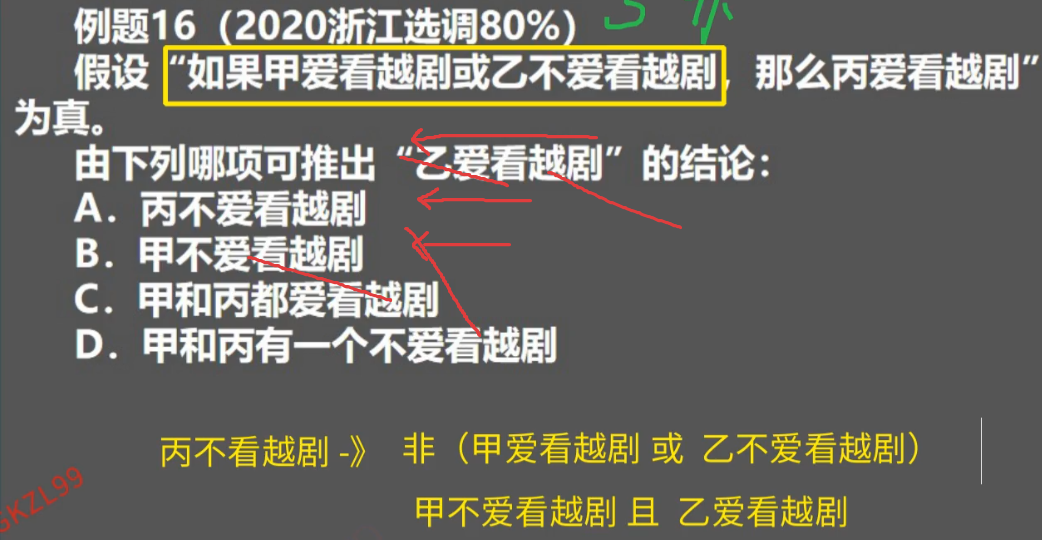 例题16（2020浙江选调80%）
假设“如果甲爱看越剧或乙不爱看越剧，那么丙爱看越剧”
为真。
由下列哪项可推出“乙爱看越剧”的结论：
A．丙不爱看越剧
B．甲不爱看越剧
C．甲和丙都爱看越剧
D．甲和丙有一个不爱看越剧
丙不看越剧 -》 非（甲爱看越剧 或 乙不爱看越剧）
甲不爱看越剧 且 乙爱看越剧
GKZL99